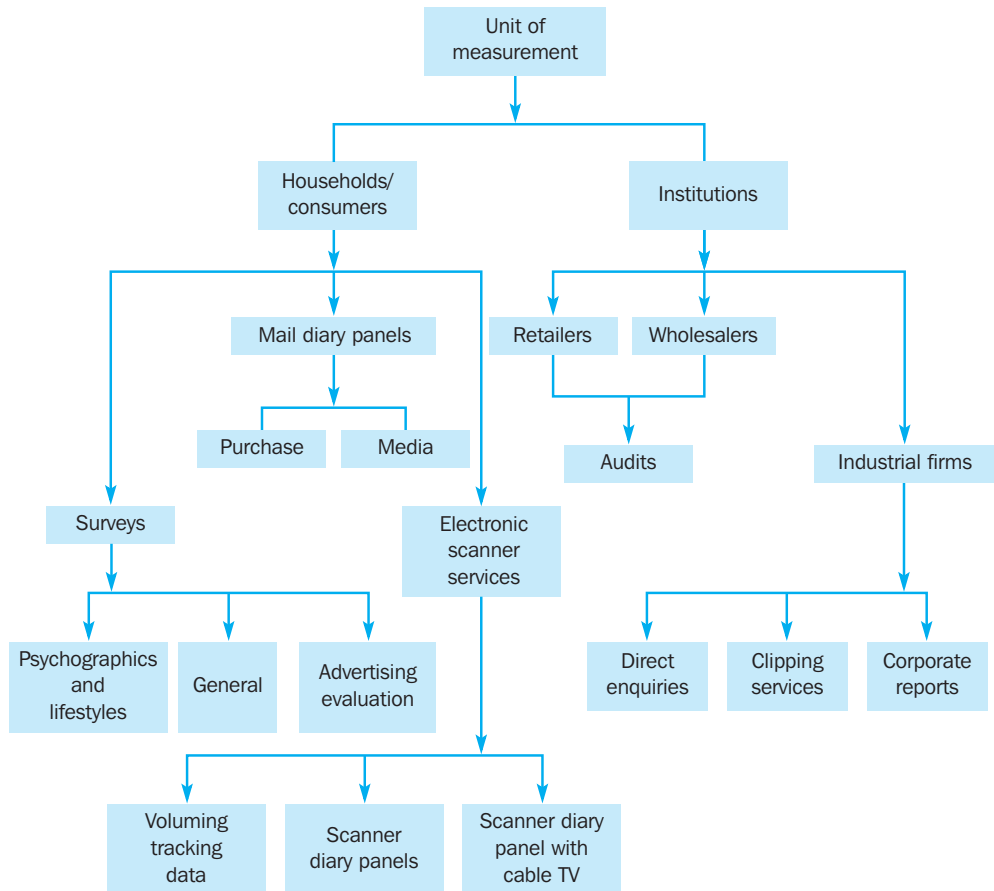 Unit of
measurement
Households/
consumers
Institutions
Mail diary panels
Retailers
Wholesalers
Purchase
Media
Audits
Industrial firms
Surveys
Electronic
scanner
services
Psychographics
and
lifestyles
General
Advertising
evaluation
Direct
enquiries
Clipping
services
Corporate
reports
Voluming
tracking
data
Scanner
diary panels
Scanner diary
panel with
cable TV